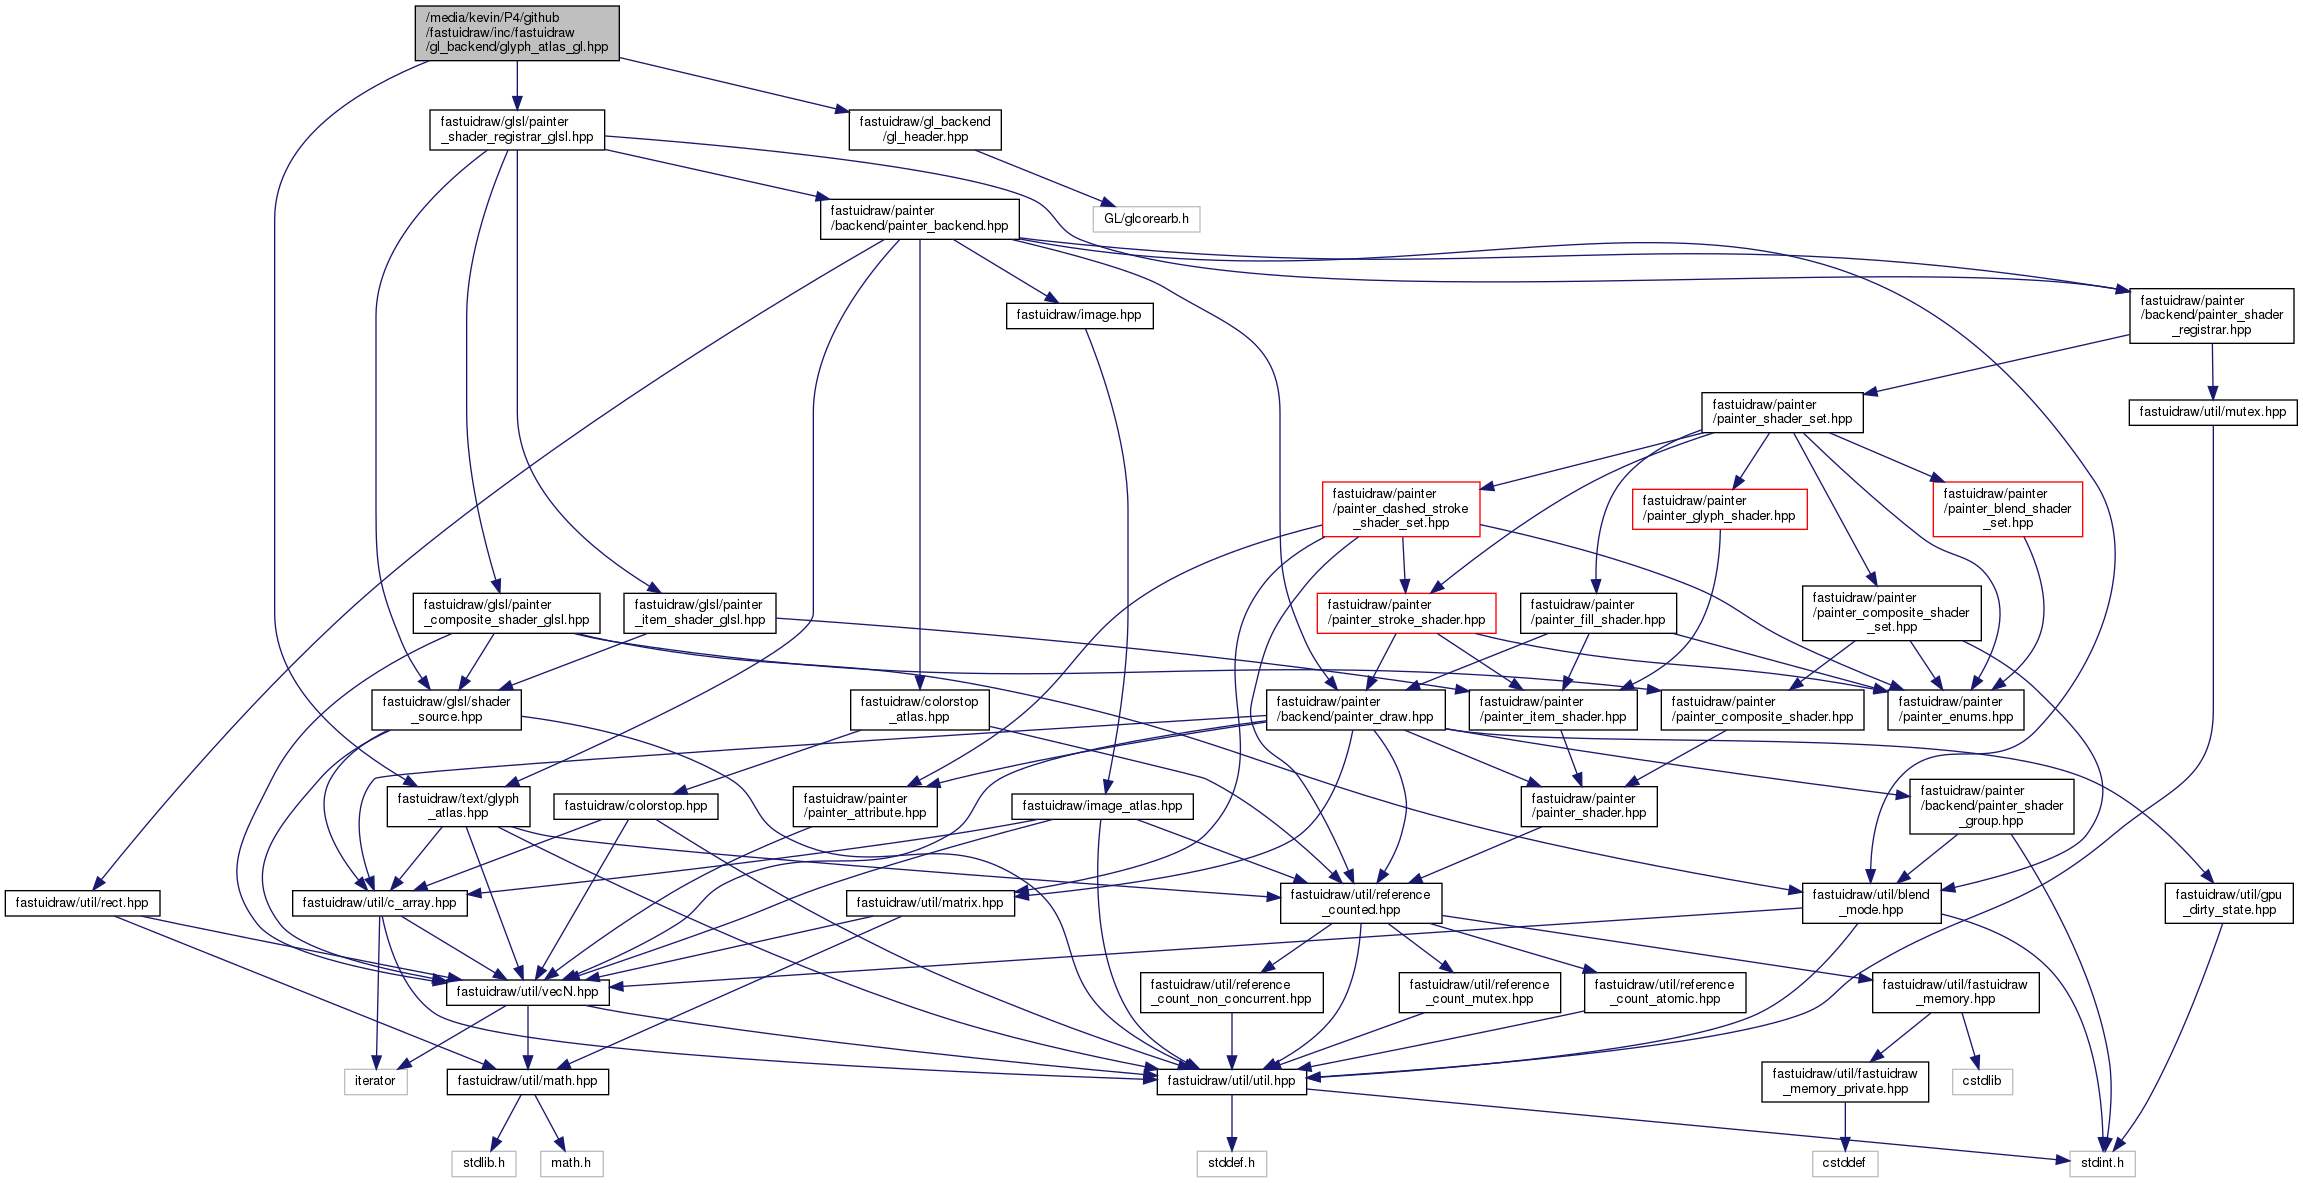 /media/kevin/P4/github
/fastuidraw/inc/fastuidraw
/gl_backend/glyph_atlas_gl.hpp
fastuidraw/glsl/painter
_shader_registrar_glsl.hpp
fastuidraw/gl_backend
/gl_header.hpp
fastuidraw/painter
/backend/painter_backend.hpp
GL/glcorearb.h
fastuidraw/image.hpp
fastuidraw/painter
/backend/painter_shader
_registrar.hpp
fastuidraw/painter
/painter_shader_set.hpp
fastuidraw/util/mutex.hpp
fastuidraw/painter
/painter_dashed_stroke
_shader_set.hpp
fastuidraw/painter
/painter_glyph_shader.hpp
fastuidraw/painter
/painter_blend_shader
_set.hpp
fastuidraw/glsl/painter
_composite_shader_glsl.hpp
fastuidraw/glsl/painter
_item_shader_glsl.hpp
fastuidraw/painter
/painter_stroke_shader.hpp
fastuidraw/painter
/painter_fill_shader.hpp
fastuidraw/painter
/painter_composite_shader
_set.hpp
fastuidraw/glsl/shader
_source.hpp
fastuidraw/colorstop
_atlas.hpp
fastuidraw/painter
/backend/painter_draw.hpp
fastuidraw/painter
/painter_item_shader.hpp
fastuidraw/painter
/painter_composite_shader.hpp
fastuidraw/painter
/painter_enums.hpp
fastuidraw/text/glyph
_atlas.hpp
fastuidraw/colorstop.hpp
fastuidraw/painter
/painter_attribute.hpp
fastuidraw/image_atlas.hpp
fastuidraw/painter
/painter_shader.hpp
fastuidraw/painter
/backend/painter_shader
_group.hpp
fastuidraw/util/rect.hpp
fastuidraw/util/c_array.hpp
fastuidraw/util/matrix.hpp
fastuidraw/util/reference
_counted.hpp
fastuidraw/util/blend
_mode.hpp
fastuidraw/util/gpu
_dirty_state.hpp
fastuidraw/util/vecN.hpp
fastuidraw/util/reference
_count_non_concurrent.hpp
fastuidraw/util/reference
_count_mutex.hpp
fastuidraw/util/reference
_count_atomic.hpp
fastuidraw/util/fastuidraw
_memory.hpp
iterator
fastuidraw/util/math.hpp
fastuidraw/util/util.hpp
fastuidraw/util/fastuidraw
_memory_private.hpp
cstdlib
stdlib.h
math.h
stddef.h
cstddef
stdint.h